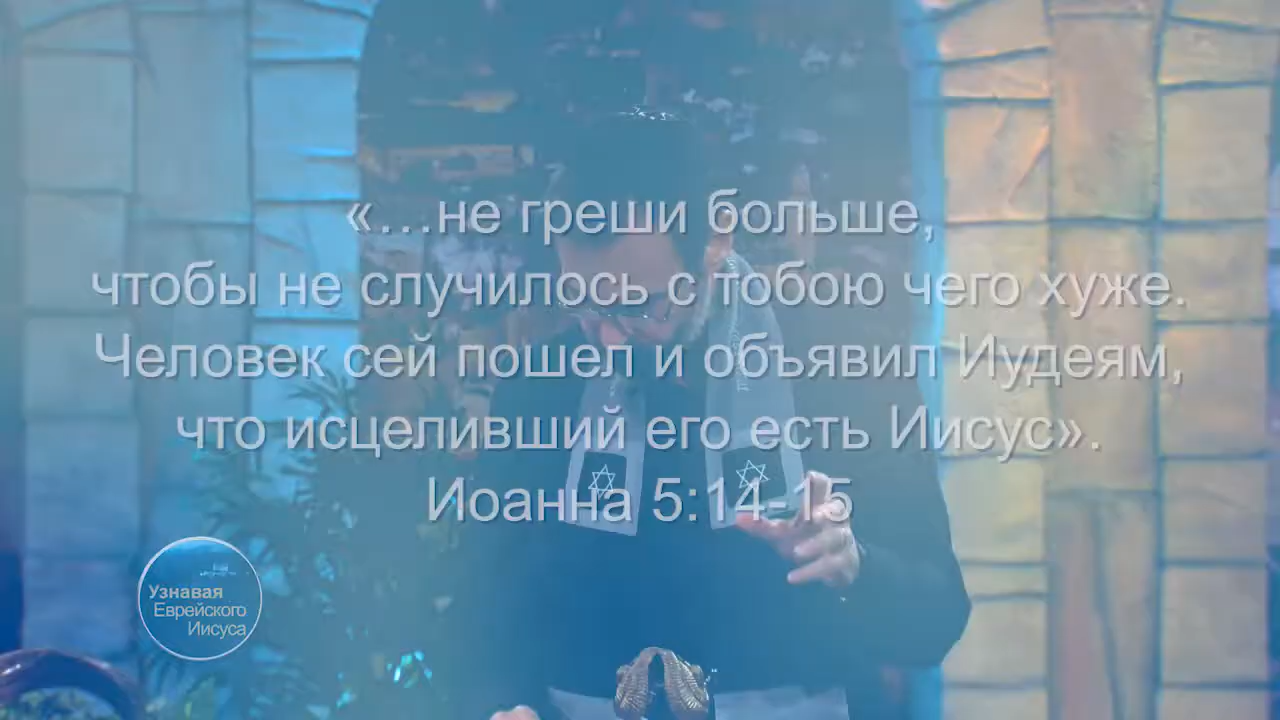 «…не греши больше,
чтобы не случилось с тобою чего хуже.
Человек сей пошел и объявил Иудеям,
что исцеливший его есть Иисус».
Иоанна 5:14-15
Узнавая
Еврейского
Иисуса